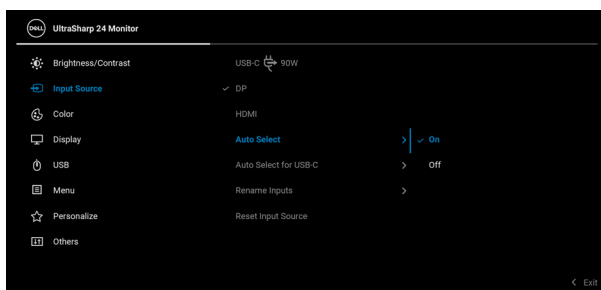 DELL UltraSharp 24 Monitor
Brightness/Contrast USB-C 90W
Input Source DP
Color HDMI
Display Auto Select On
USB Auto Select for USB-C Off
Menu Rename Inputs
Personalize Reset Input Source
Others
Exit